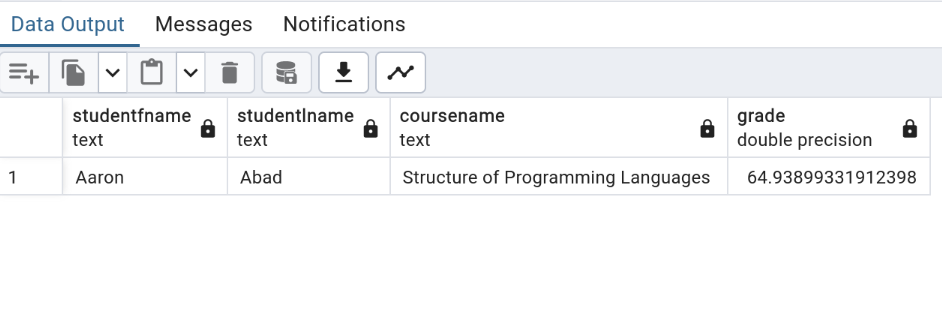 Data Output Messages Notifications
studentfname studentlname coursename grade
text text text double precision
1 Aaron Abad Structure of Programming Languages 64.93899331912398